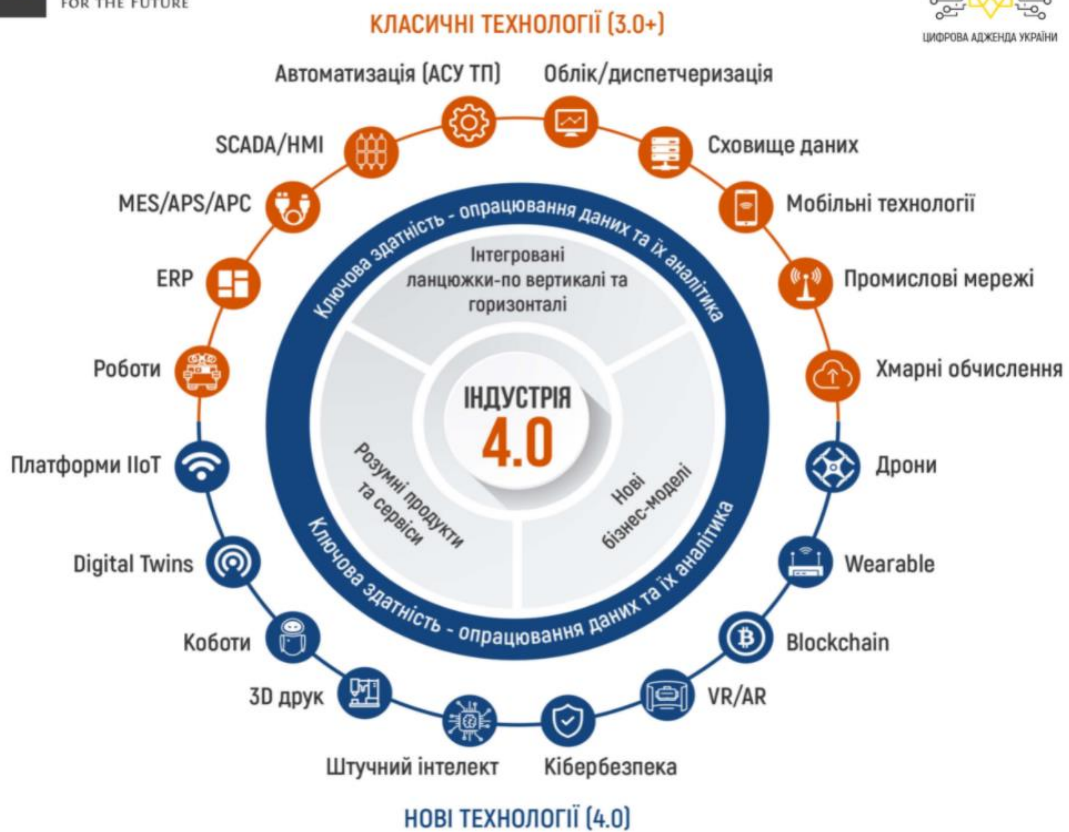 FOR THE FUTURE
ЦИФРОВА АДЖЕНДА УКРАЇНИ
КЛАСИЧНІ ТЕХНОЛОГІЇ (3.0+)
Автоматизація (АСУ ТП)
Облік/диспетчеризація
SCADA/HMI
Сховище даних
MES/APS/APC
Мобільні технології
ERP
Промислові мережі
Роботи
Хмарні обчислення
Ключова здатність - опрацювання даних та їх аналітика
Інтегровані
ланцюжки-по вертикалі та
горизонталі
ІНДУСТРІЯ
4.0
Розумні продукти
та сервіси
Нові
бізнес-моделі
Ключова здатність - опрацювання даних та їх аналітика
Платформи IIoT
Дрони
Digital Twins
Wearable
Коботи
Blockchain
3D друк
VR/AR
Штучний інтелект
Кібербезпека
НОВІ ТЕХНОЛОГІЇ (4.0)